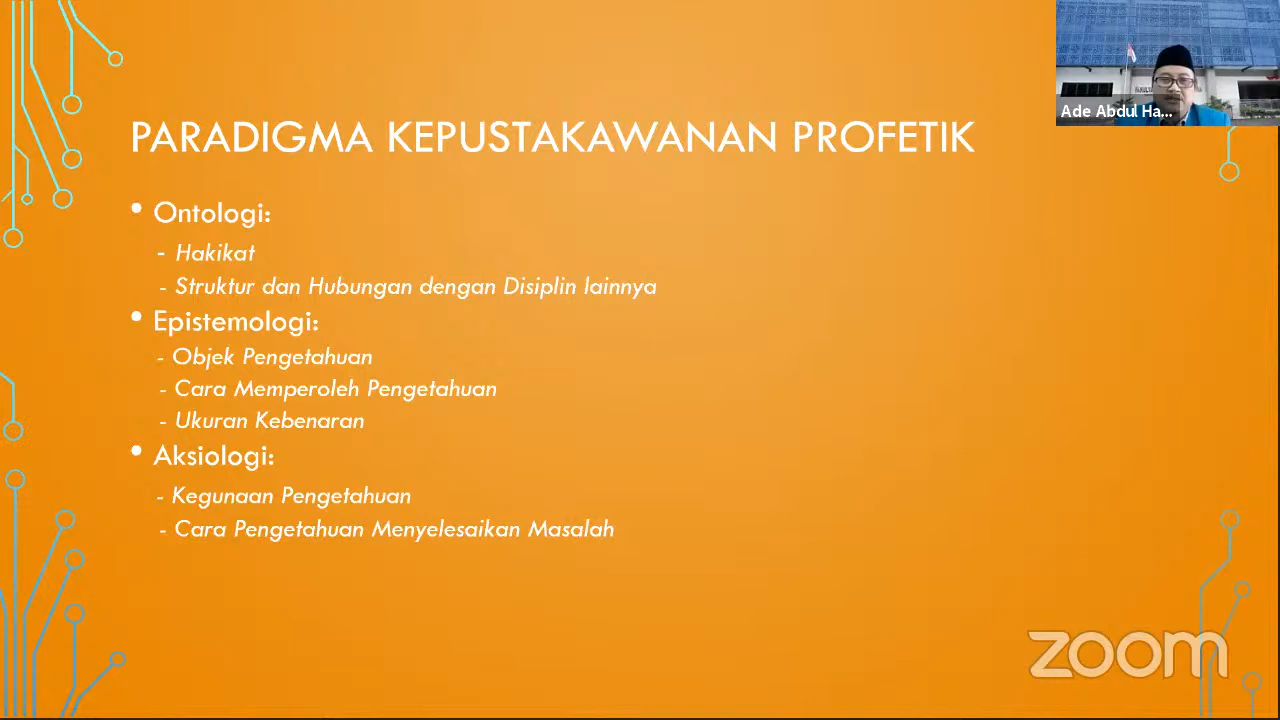 PARADIGMA KEPUSTAKAWANAN PROFETIK
• Ontologi:
- Hakikat
- Struktur dan Hubungan dengan Disiplin lainnya
• Epistemologi:
- Objek Pengetahuan
- Cara Memperoleh Pengetahuan
- Ukuran Kebenaran
• Aksiologi:
- Kegunaan Pengetahuan
- Cara Pengetahuan Menyelesaikan Masalah
Ade Abdul Ha...
zoom